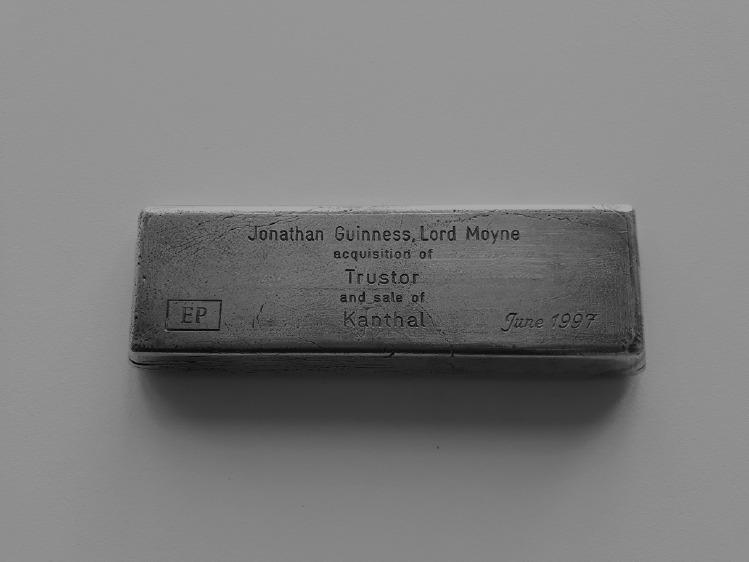 Jonathan Guinness, Lord Moyne
acquisition of
Trustor
and sale of
Kanthal
EP
June 1997